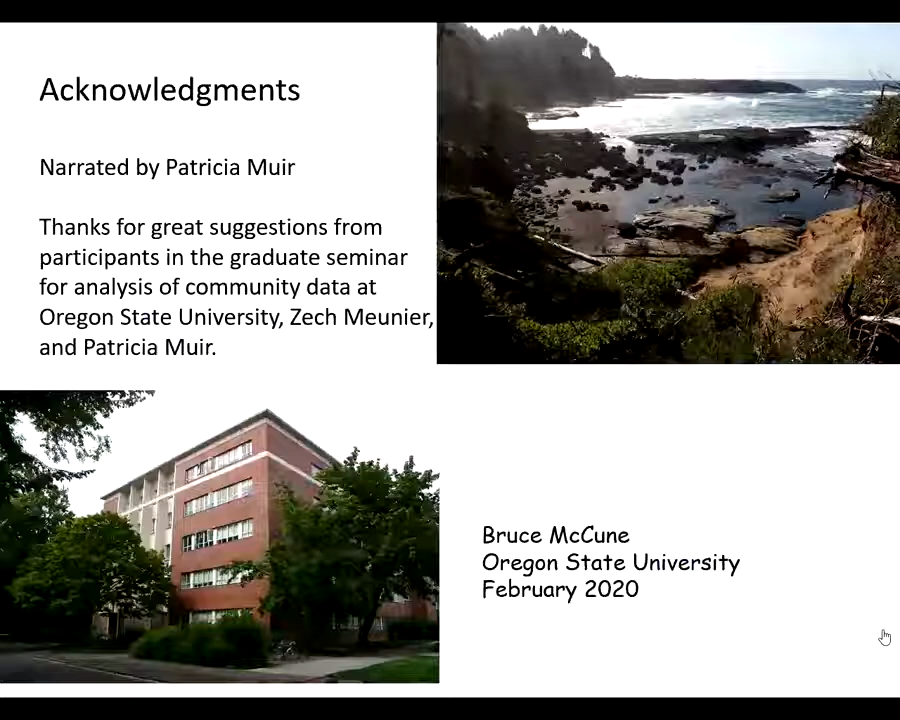 Acknowledgments
Narrated by Patricia Muir
Thanks for great suggestions from
participants in the graduate seminar
for analysis of community data at
Oregon State University, Zech Meunier,
and Patricia Muir.
Bruce McCune
Oregon State University
February 2020